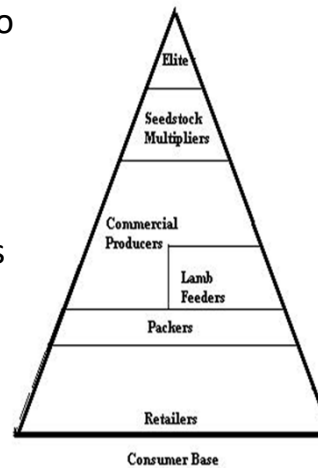 o
Elite
Seedstock
Multipliers
Commercial
Producers
s
Lamb
Feeders
Packers
Retailers
Consumer Base